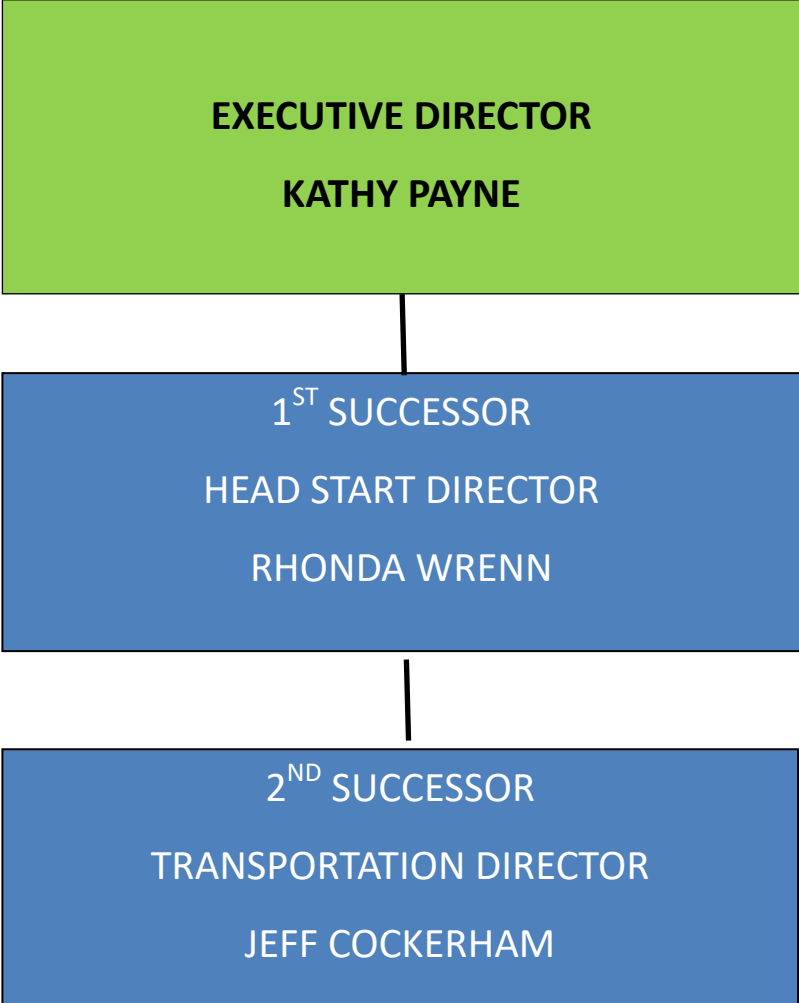 EXECUTIVE DIRECTOR
KATHY PAYNE
1ST SUCCESSOR
HEAD START DIRECTOR
RHONDA WRENN
2ND SUCCESSOR
TRANSPORTATION DIRECTOR
JEFF COCKERHAM